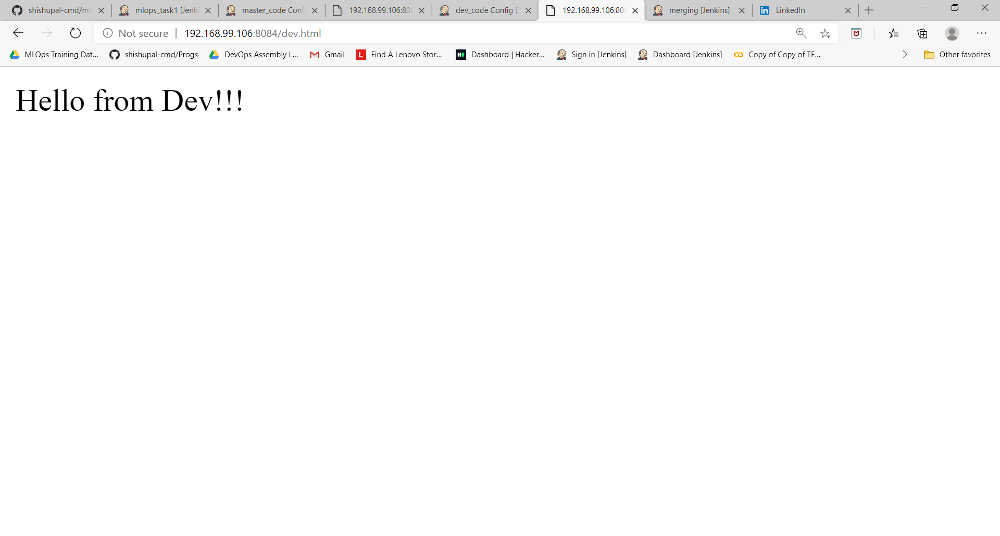 shishupal-cmd/ml
mlops_task1 [Jenki
master_code Confi
192.168.99.106:80
dev_code Config [J
192.168.99.106:808
merging [Jenkins]
LinkedIn
Not secure | 192.168.99.106:8084/dev.html
MLOps Training Dat...
shishupal-cmd/Progs
DevOps Assembly L...
Gmail
L Find A Lenovo Stor...
Dashboard | Hacker...
Sign in [Jenkins]
Dashboard [Jenkins]
Copy of Copy of TF...
Other favorites
Hello from Dev!!!